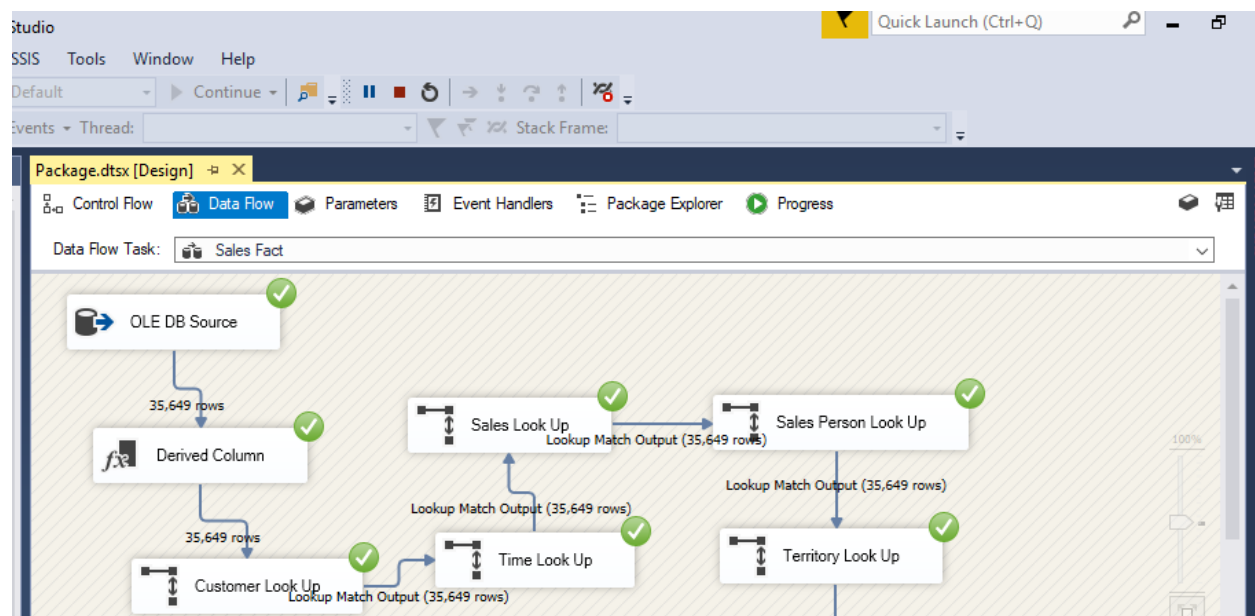 Studio
Quick Launch (Ctrl+Q)
SSIS Tools Window Help
Default Continue
Events Thread: Stack Frame:
Package.dtsx [Design]
Control Flow Data Flow Parameters Event Handlers Package Explorer Progress
Data Flow Task: Sales Fact
OLE DB Source
35,649 rows
Derived Column
35,649 rows
Customer Look Up
Lookup Match Output (35,649 rows)
Time Look Up
Lookup Match Output (35,649 rows)
Sales Look Up
Lookup Match Output (35,649 rows)
Sales Person Look Up
Lookup Match Output (35,649 rows)
Territory Look Up
100%